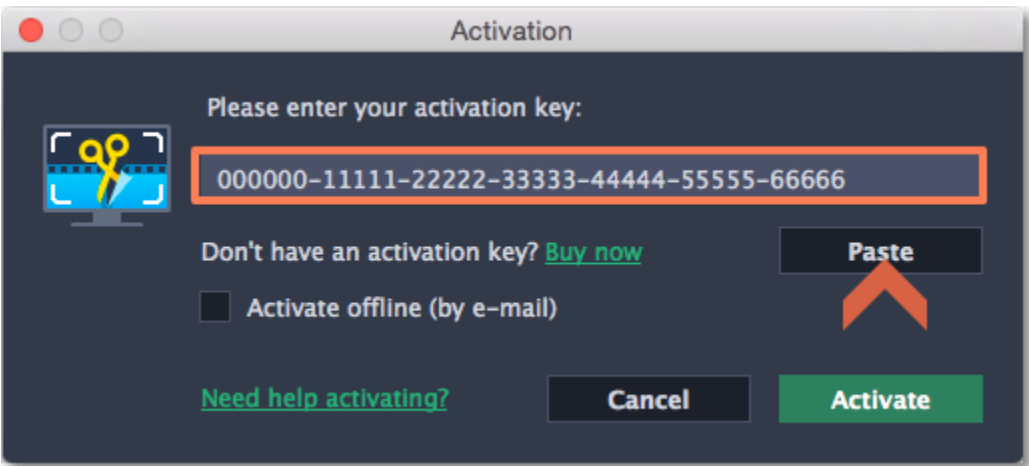 Activation
Please enter your activation key:
000000-11111-22222-33333-44444-55555-66666
Don't have an activation key? Buy now
Paste
Activate offline (by e-mail)
Need help activating?
Cancel
Activate